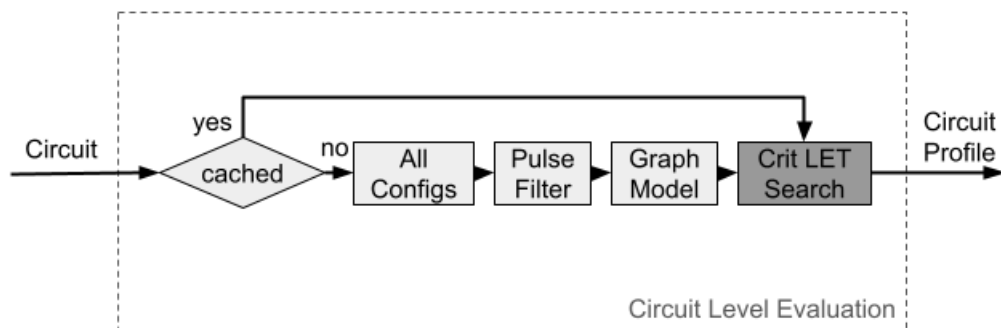 yes
Circuit
cached
no
All
Configs
Pulse
Filter
Graph
Model
Crit LET
Search
Circuit
Profile
Circuit Level Evaluation